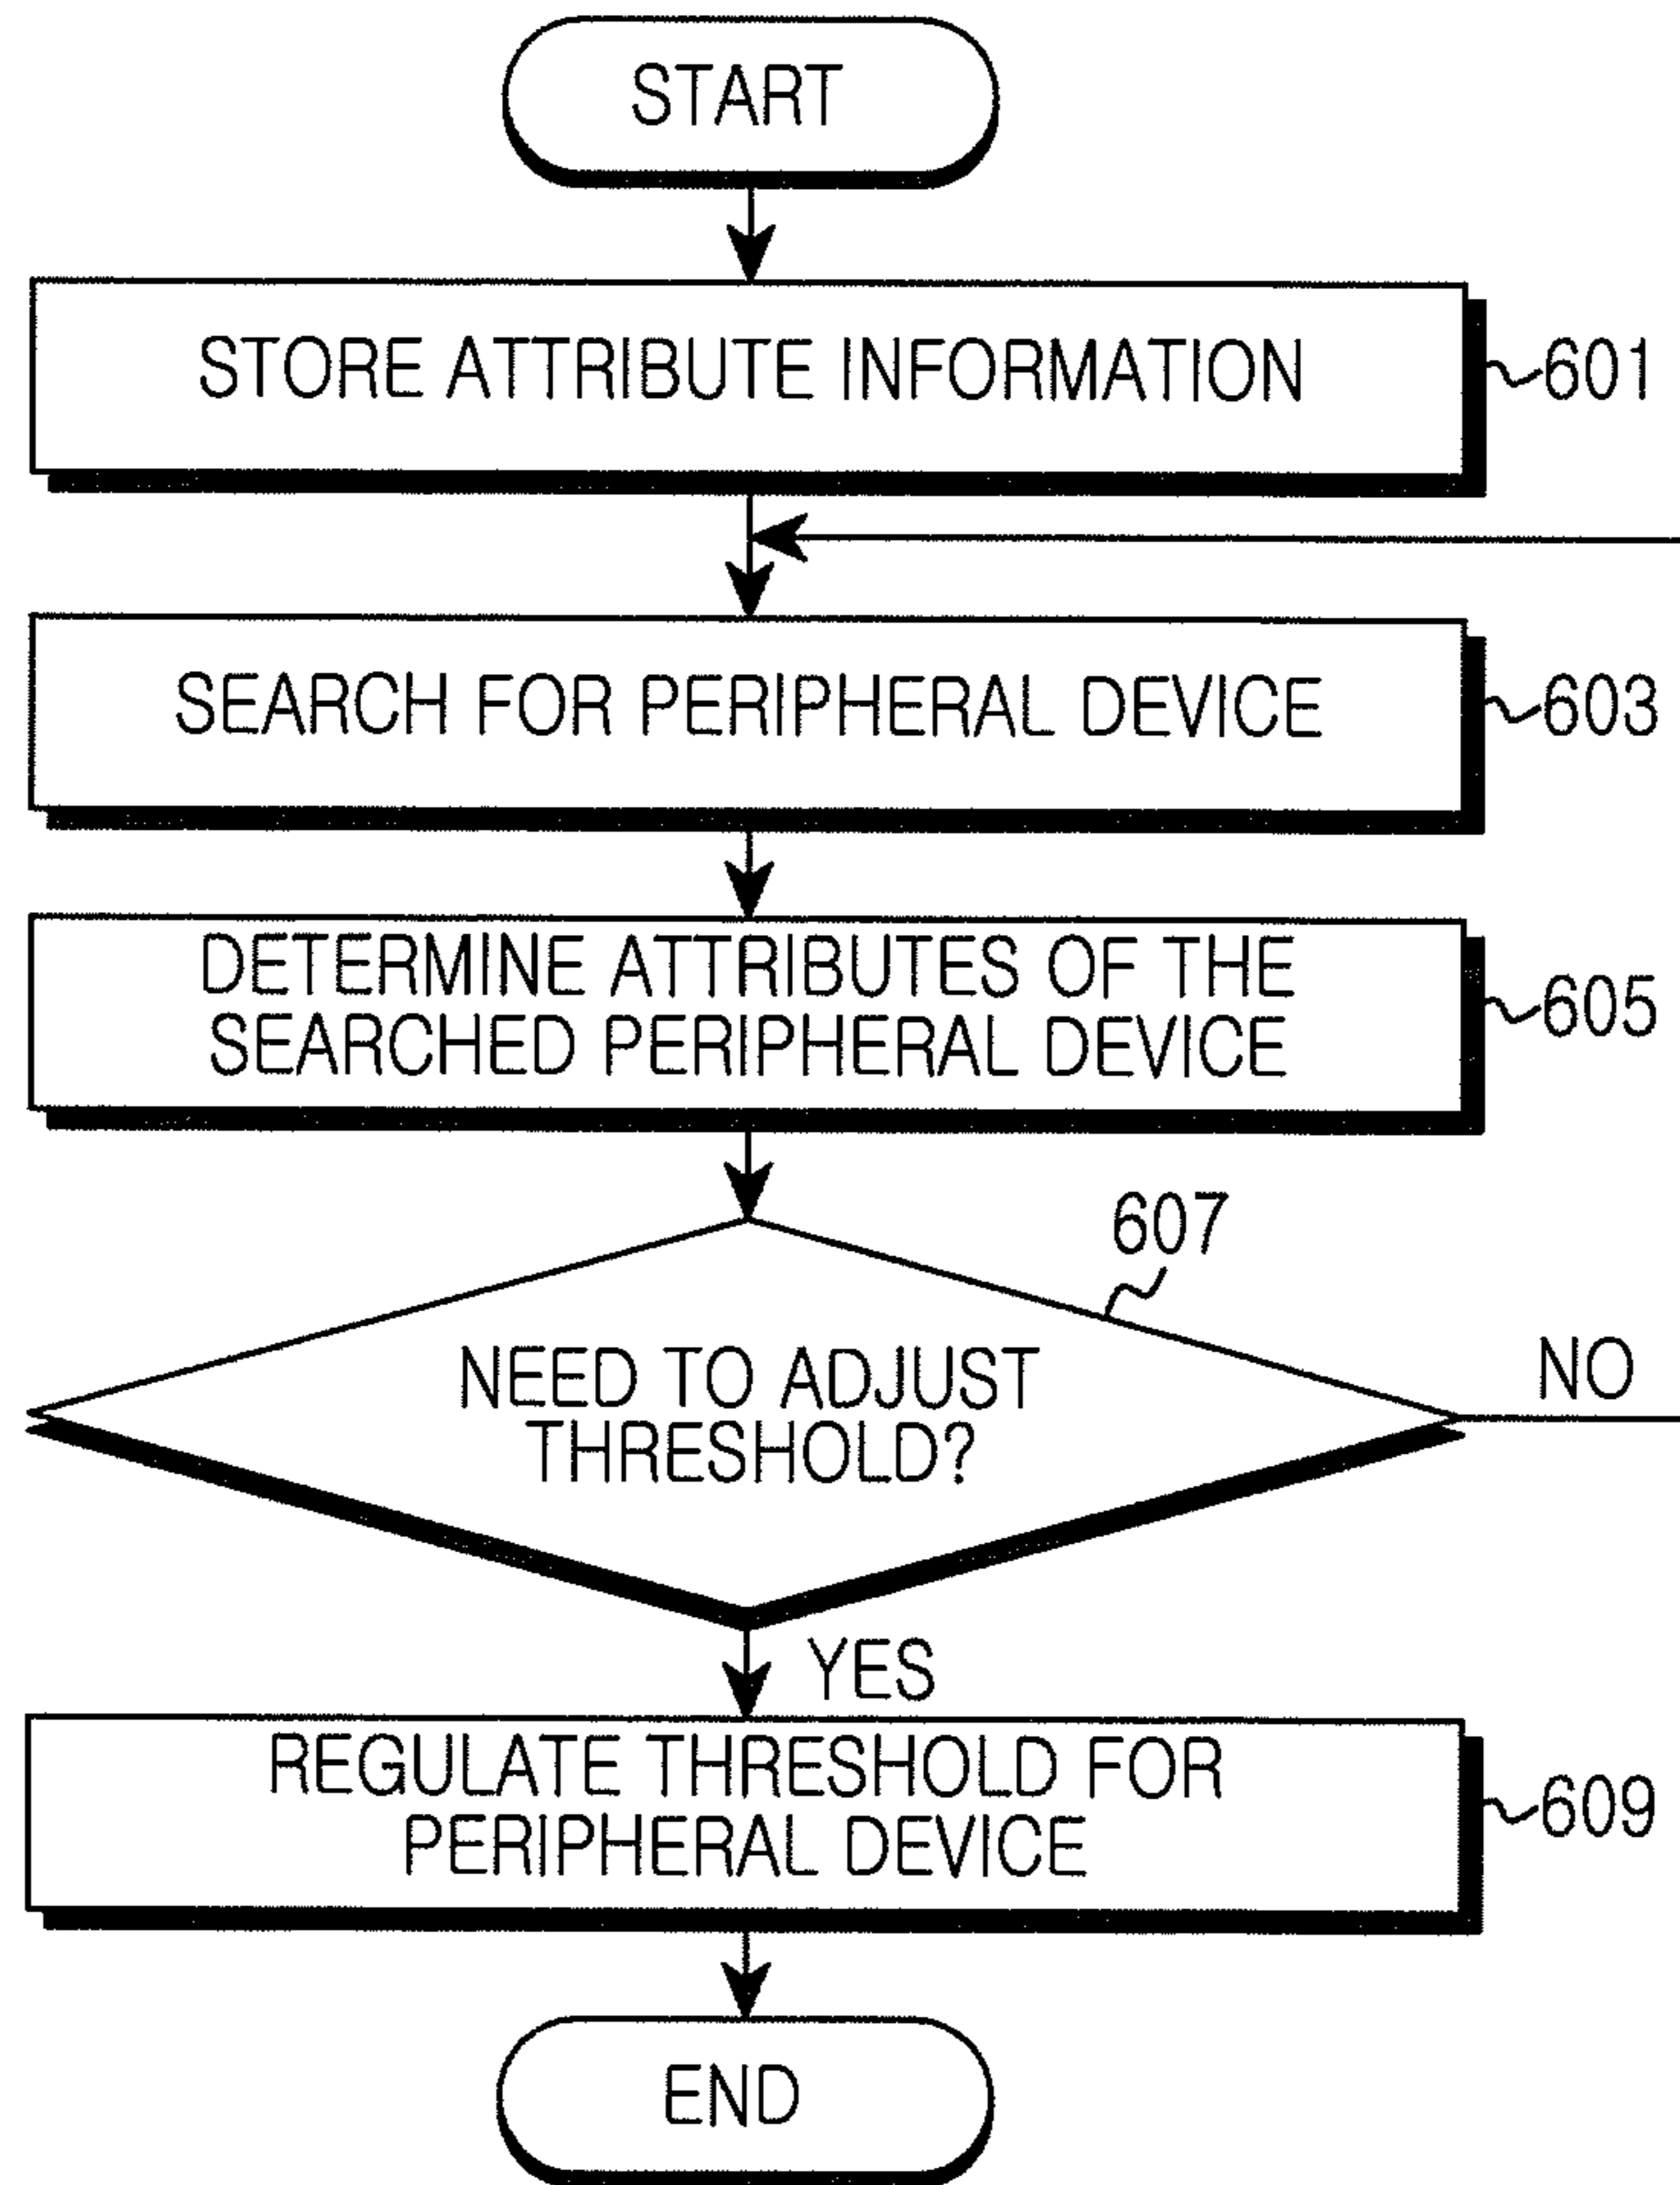 START
STORE ATTRIBUTE INFORMATION
601
SEARCH FOR PERIPHERAL DEVICE
603
DETERMINE ATTRIBUTES OF THE
SEARCHED PERIPHERAL DEVICE
605
607
NEED TO ADJUST
THRESHOLD?
NO
YES
REGULATE THRESHOLD FOR
PERIPHERAL DEVICE
609
END